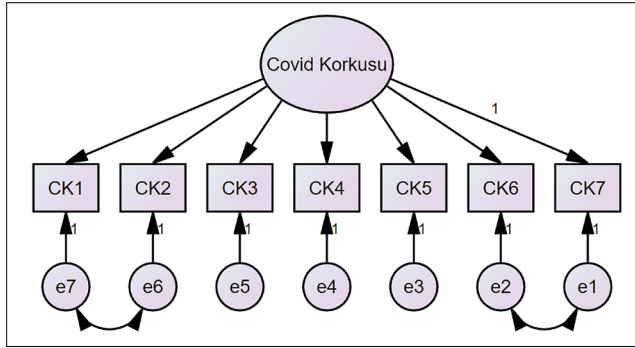 Covid Korkusu
1
CK1 CK2 CK3 CK4 CK5 CK6 CK7
1 1 1 1 1 1 1
e7 e6 e5 e4 e3 e2 e1